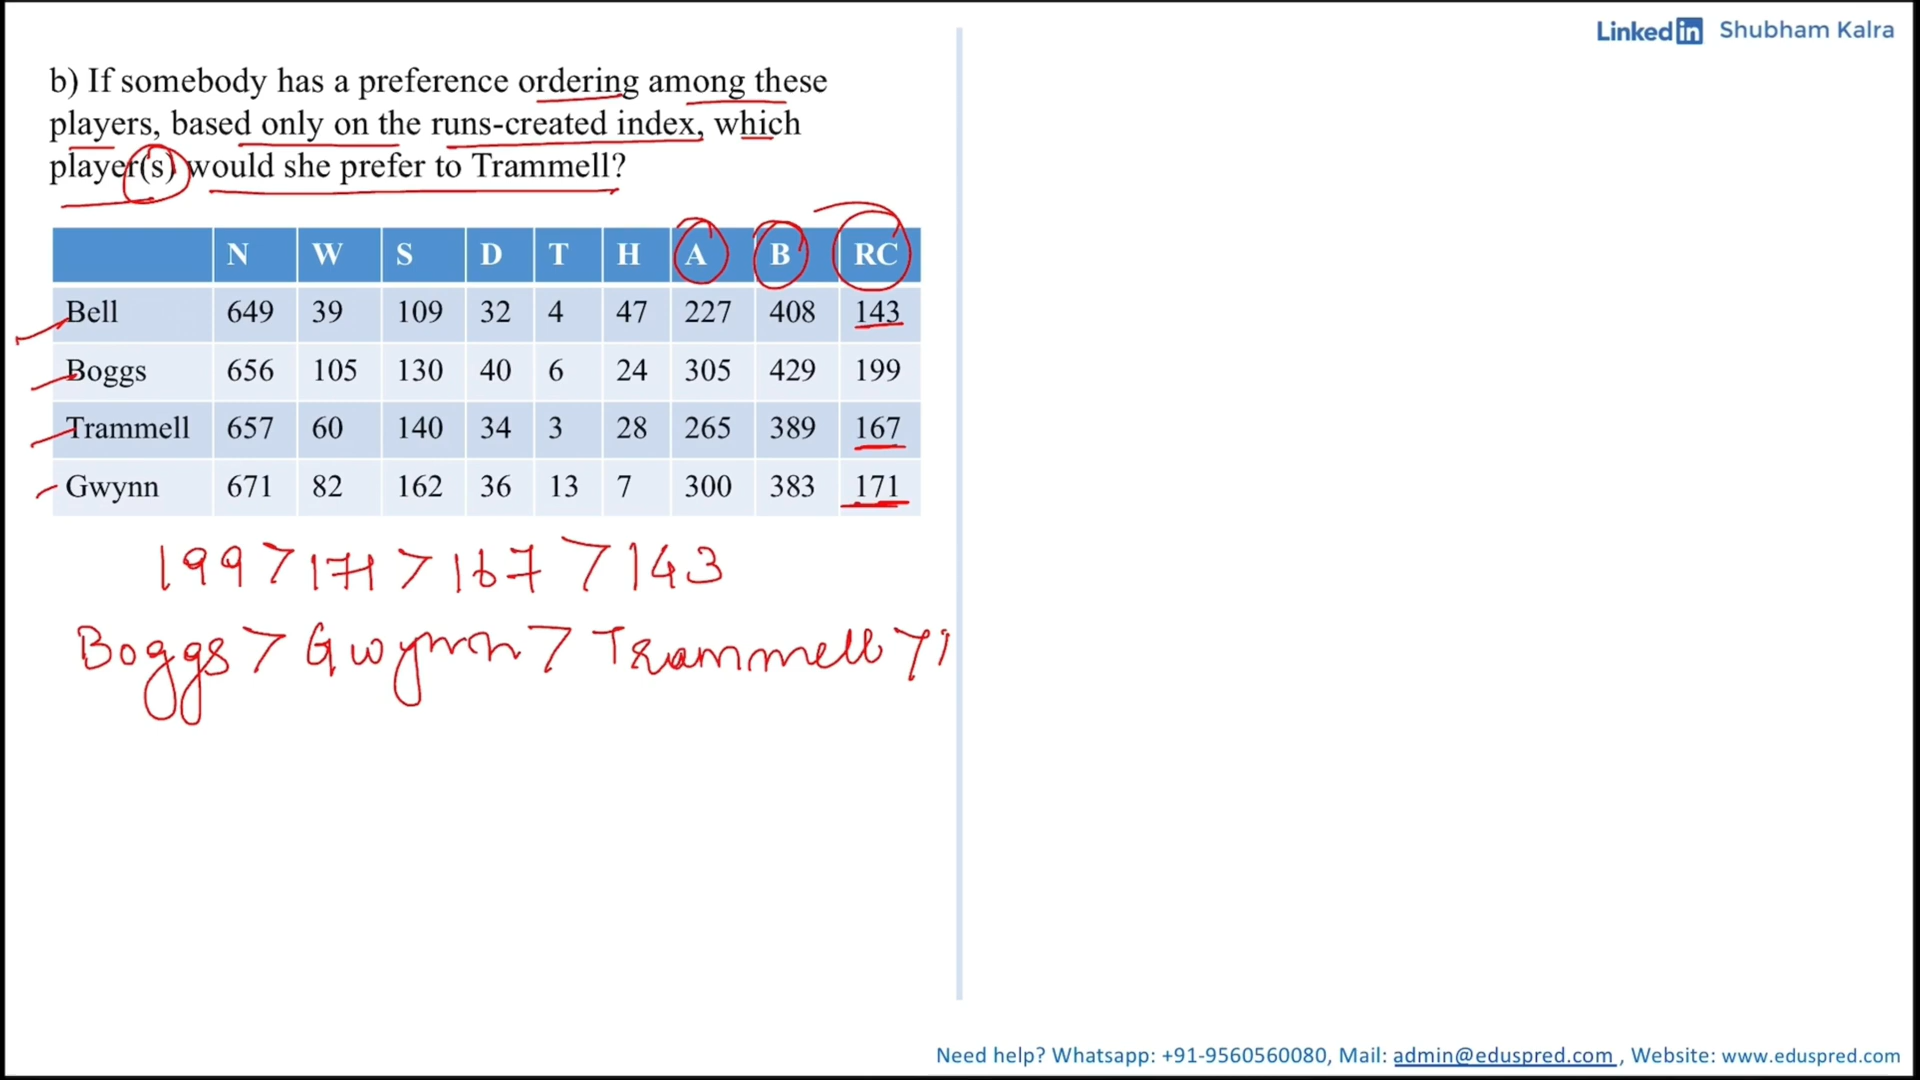 Linked in Shubham Kalra
b) If somebody has a preference ordering among these
players, based only on the runs-created index, which
player(s) would she prefer to Trammell?
N W S D T H A B RC
Bell 649 39 109 32 4 47 227 408 143
Boggs 656 105 130 40 6 24 305 429 199
Trammell 657 60 140 34 3 28 265 389 167
Gwynn 671 82 162 36 13 7 300 383 171
199 > 171 > 167 > 143
Boggs > Gwynn > Trammell >
Need help? Whatsapp: +91-9560560080, Mail: admin@eduspred.com , Website: www.eduspred.com